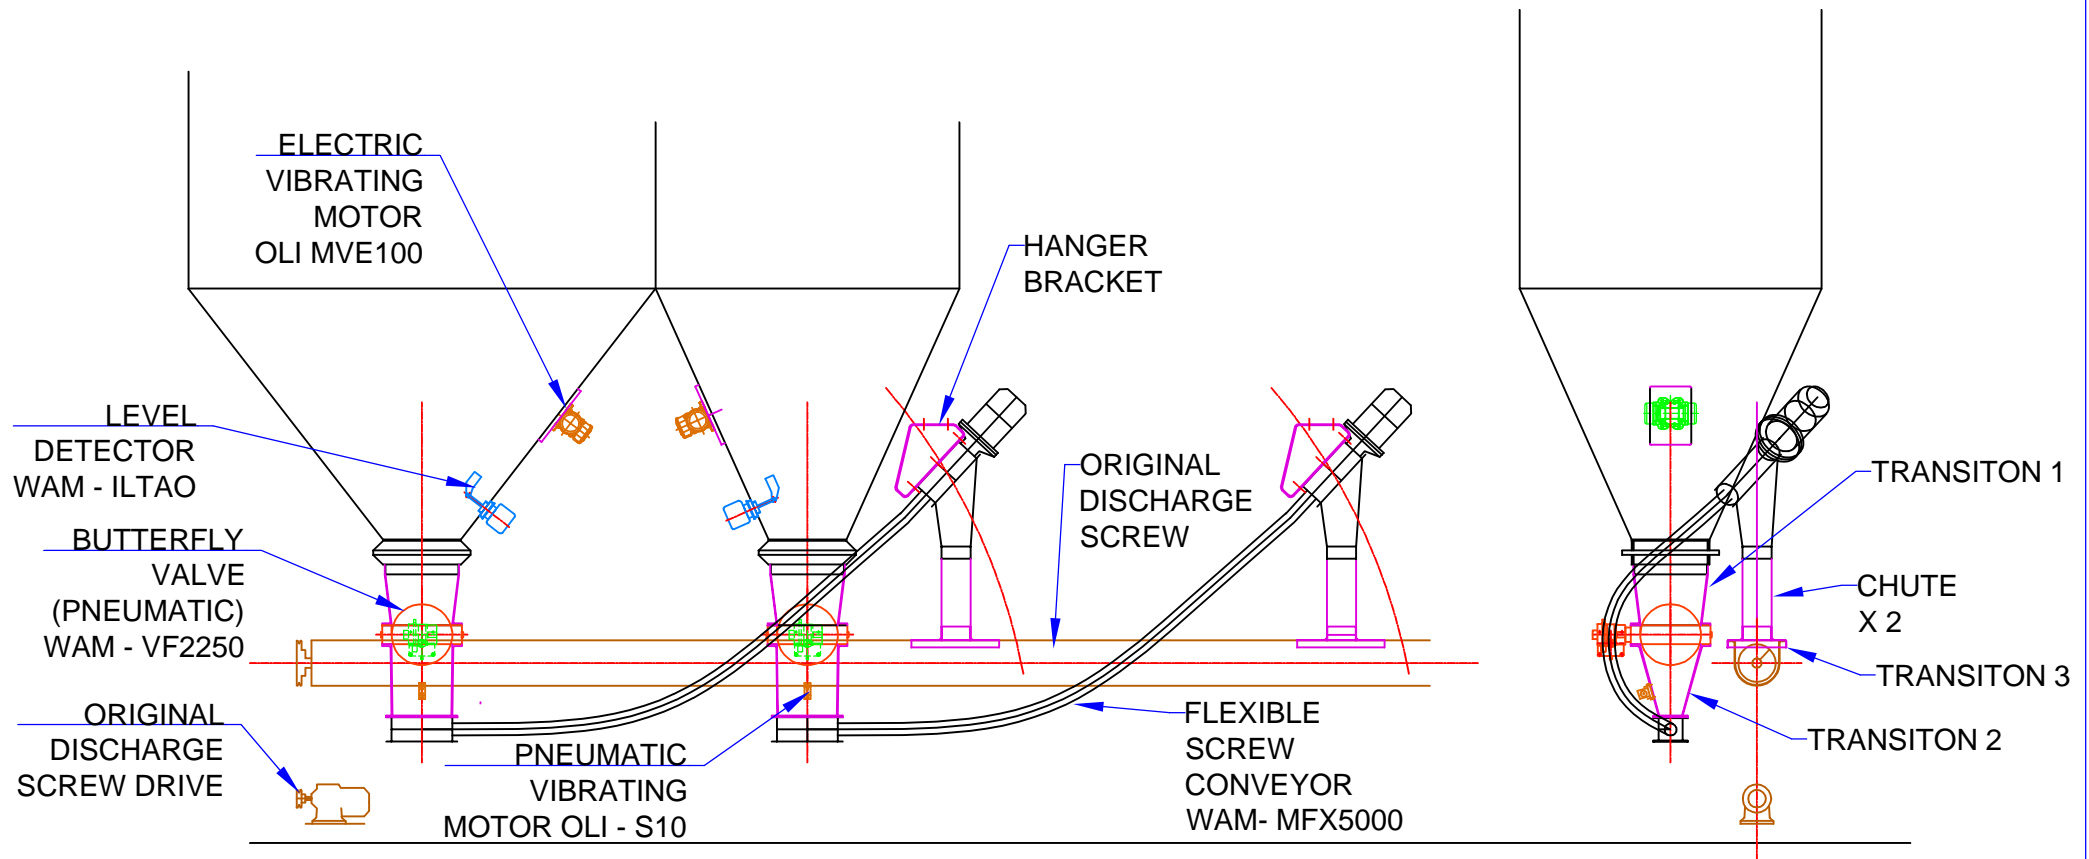 ELECTRIC
VIBRATING
MOTOR
OLI MVE100
HANGER
BRACKET
LEVEL
DETECTOR
WAM - ILTAO
ORIGINAL
DISCHARGE
SCREW
TRANSITON 1
BUTTERFLY
VALVE
(PNEUMATIC)
WAM - VF2250
CHUTE
X 2
TRANSITON 3
ORIGINAL
DISCHARGE
SCREW DRIVE
PNEUMATIC
VIBRATING
MOTOR OLI - S10
FLEXIBLE
SCREW
CONVEYOR
WAM- MFX5000
TRANSITON 2